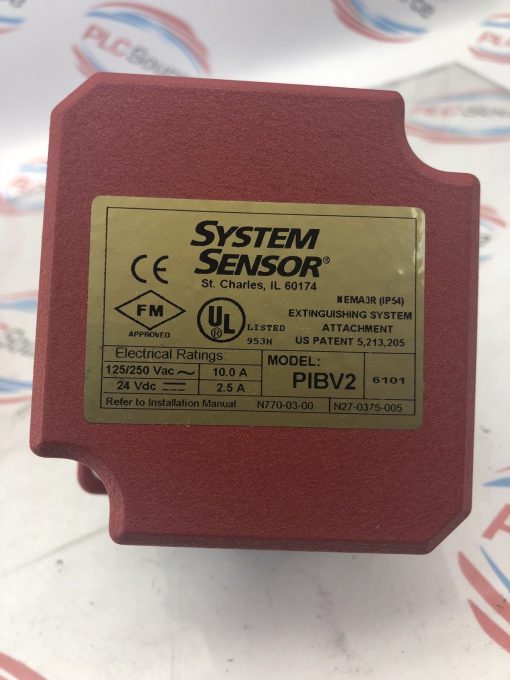 PLC Source
SYSTEM
SENSOR®
St. Charles, IL 60174
CE
FM
APPROVED
UL
LISTED
953H
NEMA3R (IP54)
EXTINGUISHING SYSTEM
ATTACHMENT
US PATENT 5,213,205
Electrical Ratings:
125/250 Vac 10.0 A
24 Vdc 2.5 A
MODEL:
PIBV2 6101
Refer to Installation Manual N770-03-00 N27-0375-005